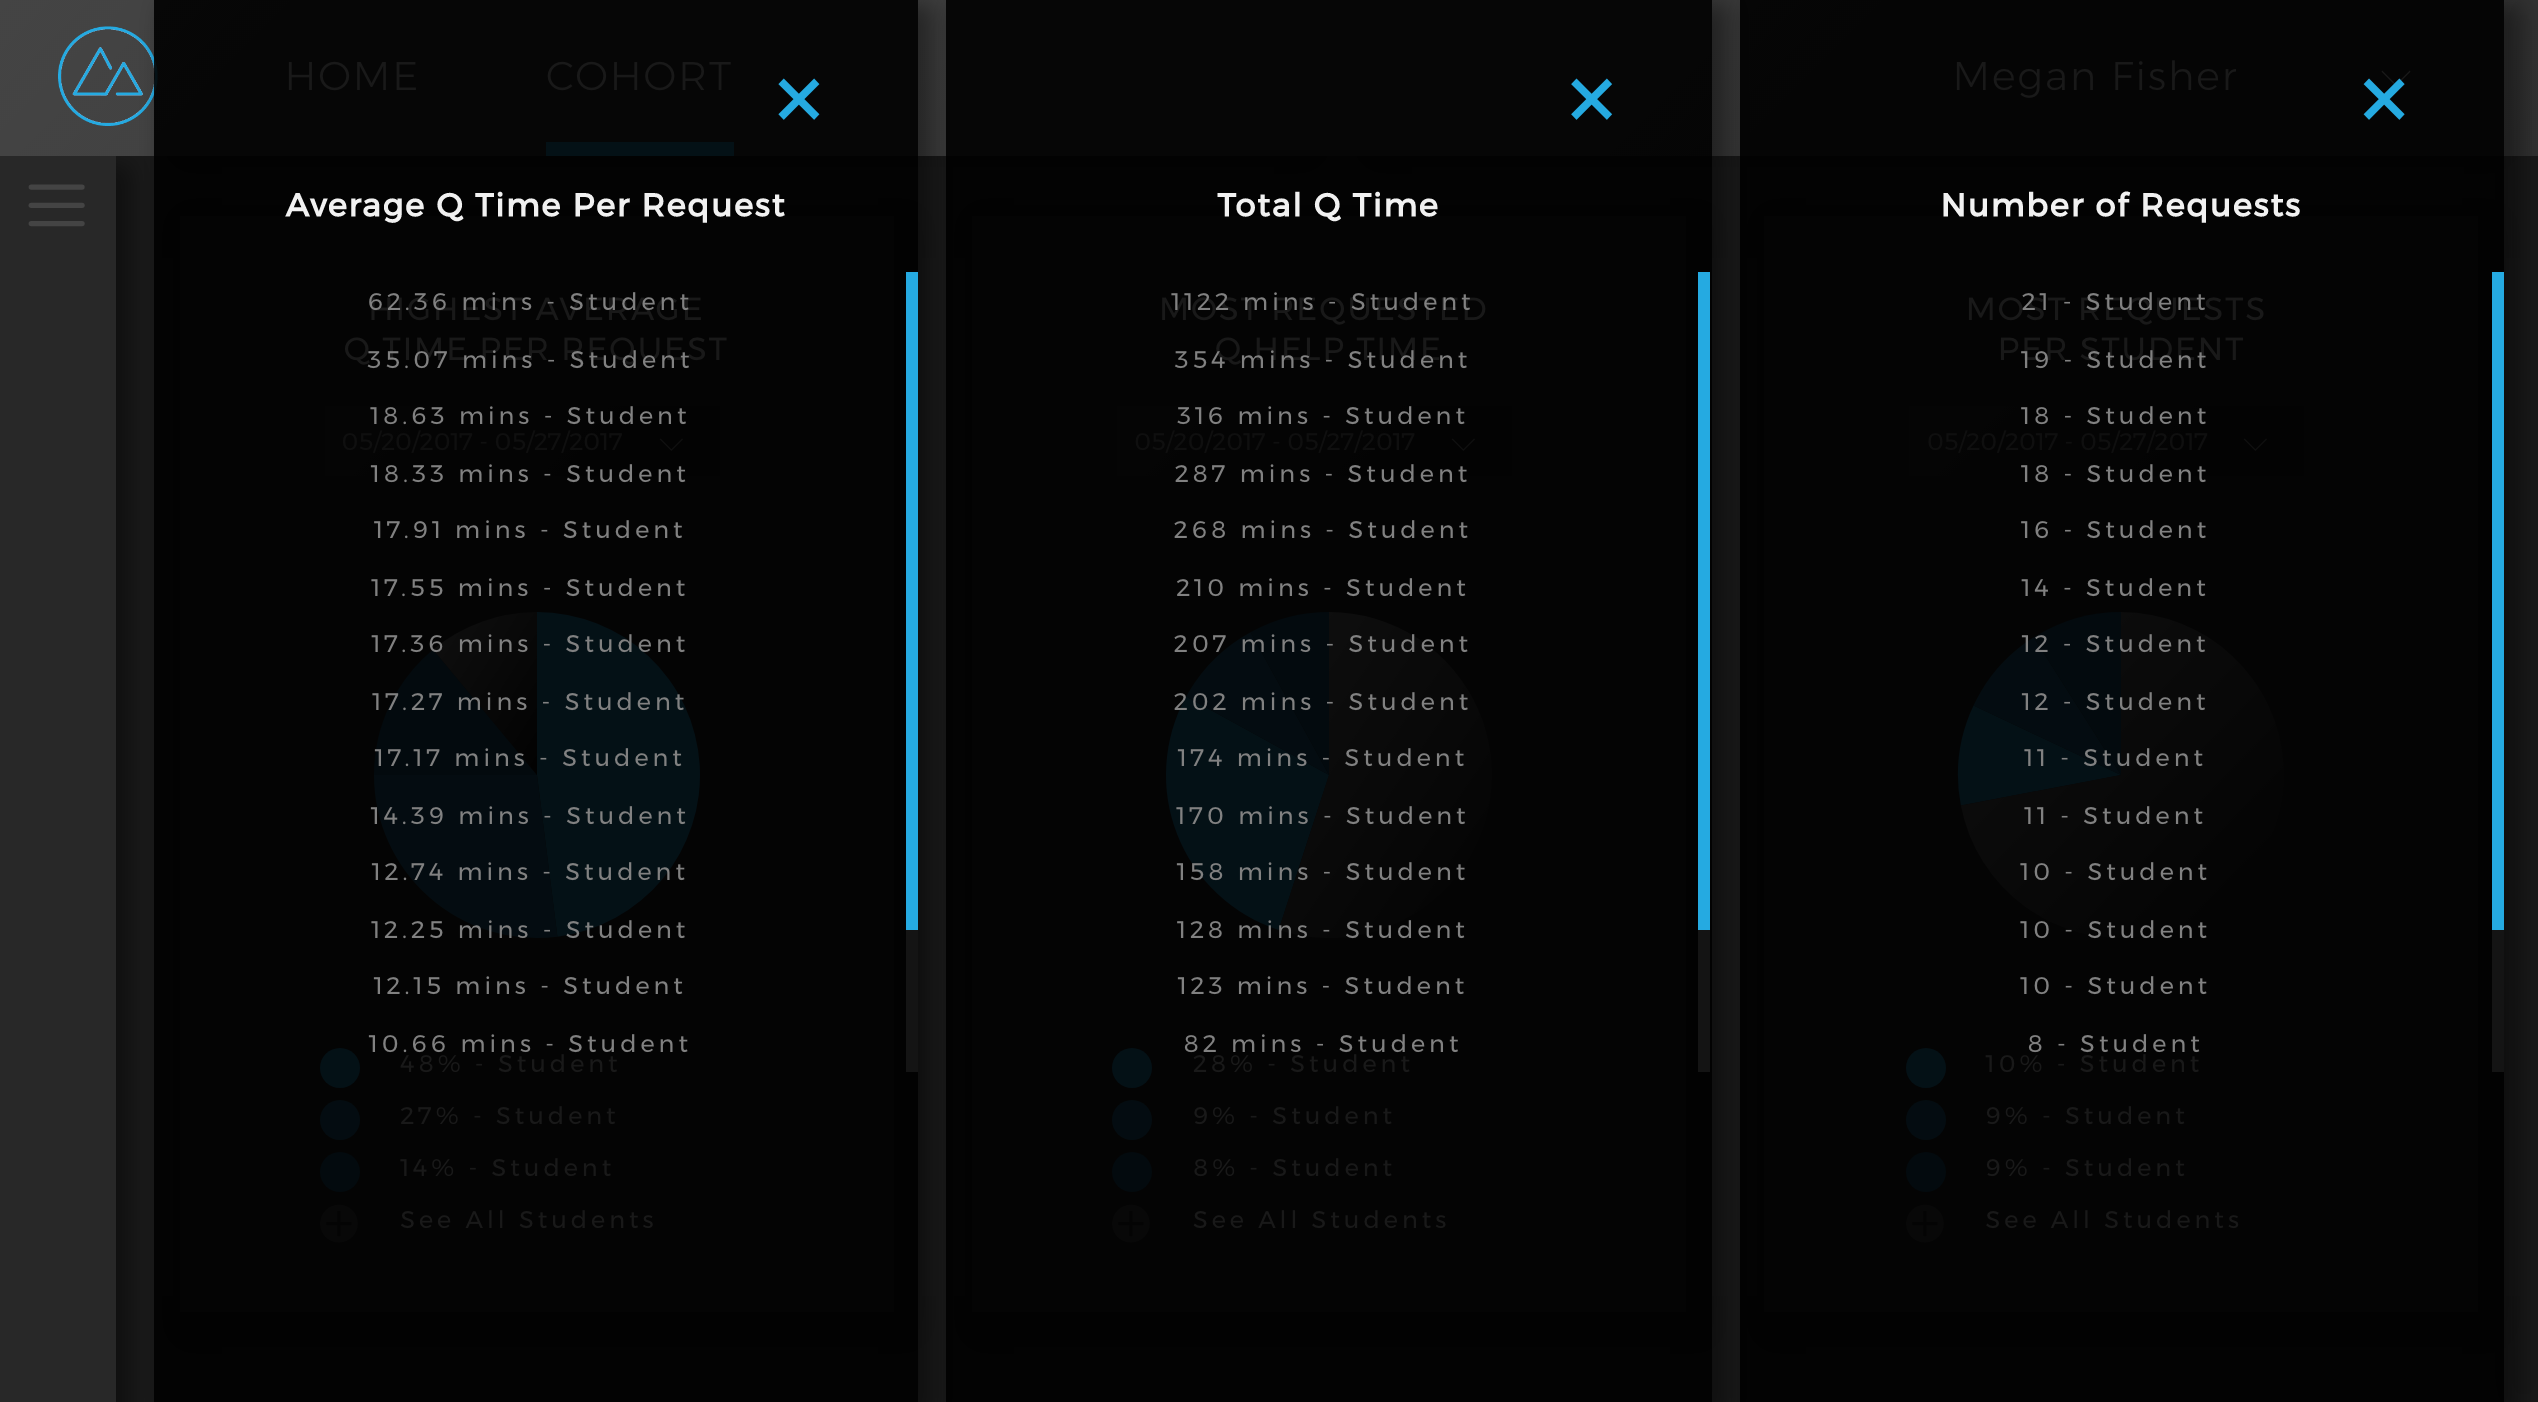 HOME
COHORT
Megan Fisher
Average Q Time Per Request
62.36 mins - Student
35.07 mins - Student
18.63 mins - Student
18.33 mins - Student
17.91 mins - Student
17.55 mins - Student
17.36 mins - Student
17.27 mins - Student
17.17 mins - Student
14.39 mins - Student
12.74 mins - Student
12.25 mins - Student
12.15 mins - Student
10.66 mins - Student
HIGHEST AVERAGE
Q TIME PER REQUEST
05/20/2017 - 05/27/2017
48% - Student
27% - Student
14% - Student
See All Students
Total Q Time
1122 mins - Student
354 mins - Student
316 mins - Student
287 mins - Student
268 mins - Student
210 mins - Student
207 mins - Student
202 mins - Student
174 mins - Student
170 mins - Student
158 mins - Student
128 mins - Student
123 mins - Student
82 mins - Student
MOST REQUESTED
Q HELP TIME
05/20/2017 - 05/27/2017
28% - Student
9% - Student
8% - Student
See All Students
Number of Requests
21 - Student
19 - Student
18 - Student
18 - Student
16 - Student
14 - Student
12 - Student
12 - Student
11 - Student
11 - Student
10 - Student
10 - Student
10 - Student
8 - Student
MOST REQUESTS
PER STUDENT
05/20/2017 - 05/27/2017
10% - Student
9% - Student
9% - Student
See All Students